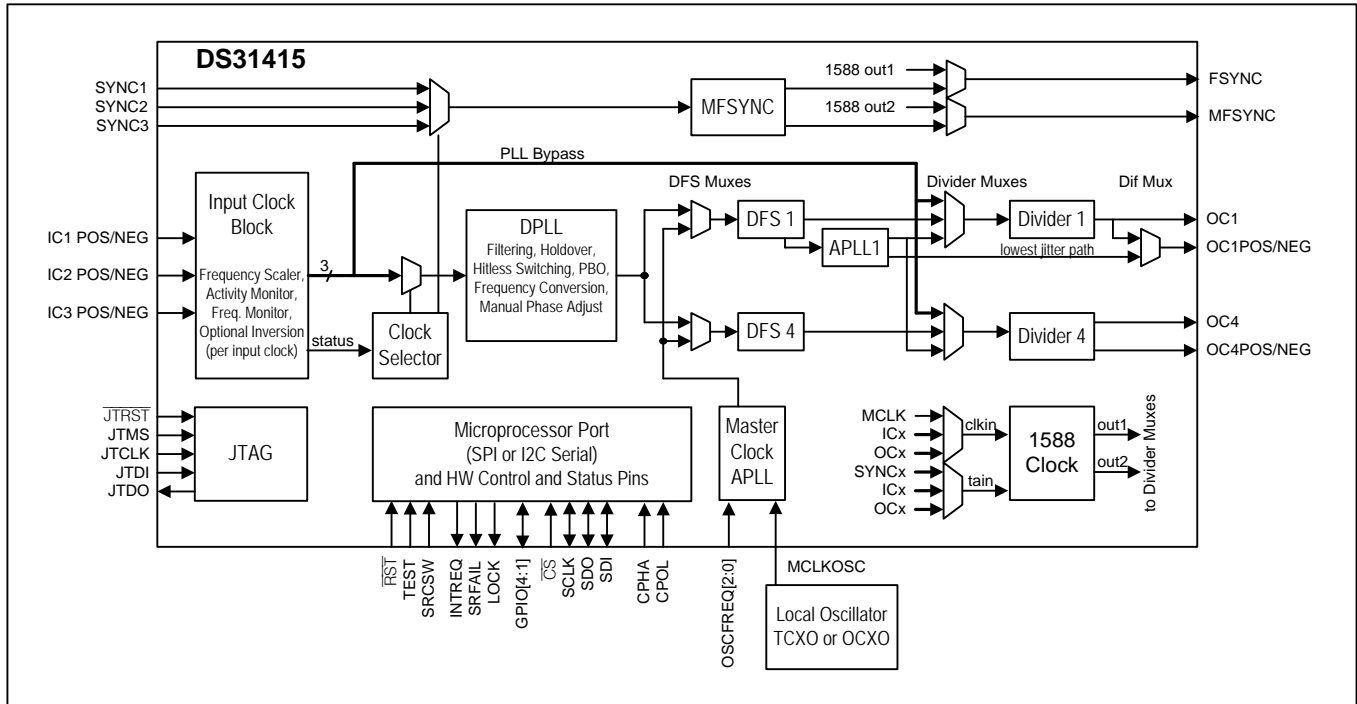 DS31415
SYNC1
SYNC2
SYNC3
1588 out1
1588 out2
MFSYNC
FSYNC
MFSYNC
PLL Bypass
IC1 POS/NEG
IC2 POS/NEG
IC3 POS/NEG
Input Clock
Block
Frequency Scaler,
Activity Monitor,
Freq. Monitor,
Optional Inversion
(per input clock)
3
status
Clock
Selector
DPLL
Filtering, Holdover,
Hitless Switching, PBO,
Frequency Conversion,
Manual Phase Adjust
DFS Muxes
DFS 1
APLL1
DFS 4
Divider Muxes
Divider 1
Divider 4
Dif Mux
lowest jitter path
OC1
OC1POS/NEG
OC4
OC4POS/NEG
JTRST
JTMS
JTCLK
JTDI
JTDO
JTAG
Microprocessor Port
(SPI or I2C Serial)
and HW Control and Status Pins
RST
TEST
SRCSW
INTREQ
SRFAIL
LOCK
GPIO[4:1]
CS
SCLK
SDO
SDI
CPHA
CPOL
Master
Clock
APLL
OSCFREQ[2:0]
MCLKOSC
Local Oscillator
TCXO or OCXO
MCLK
ICx
OCx
SYNCx
ICx
OCx
clkin
tain
1588
Clock
out1
out2
to Divider Muxes